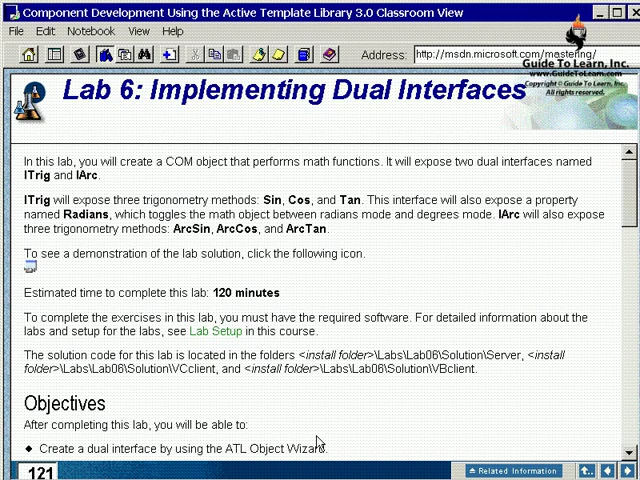 Component Development Using the Active Template Library 3.0 Classroom View
File Edit Notebook View Help
Address: http://msdn.microsoft.com/mastering/
Guide To Learn, Inc.
www.GuideToLearn.com
Copyright © Guide To Learn, Inc.
All rights reserved.
Lab 6: Implementing Dual Interfaces
In this lab, you will create a COM object that performs math functions. It will expose two dual interfaces named
ITrig and IArc.
ITrig will expose three trigonometry methods: Sin, Cos, and Tan. This interface will also expose a property
named Radians, which toggles the math object between radians mode and degrees mode. IArc will also expose
three trigonometry methods: ArcSin, ArcCos, and ArcTan.
To see a demonstration of the lab solution, click the following icon.
Estimated time to complete this lab: 120 minutes
To complete the exercises in this lab, you must have the required software. For detailed information about the
labs and setup for the labs, see Lab Setup in this course.
The solution code for this lab is located in the folders <install folder>\Labs\Lab06\Solution\Server, <install
folder>\Labs\Lab06\Solution\VCclient, and <install folder>\Labs\Lab06\Solution\VBclient.
Objectives
After completing this lab, you will be able to:
◆ Create a dual interface by using the ATL Object Wizard.
121
Related Information